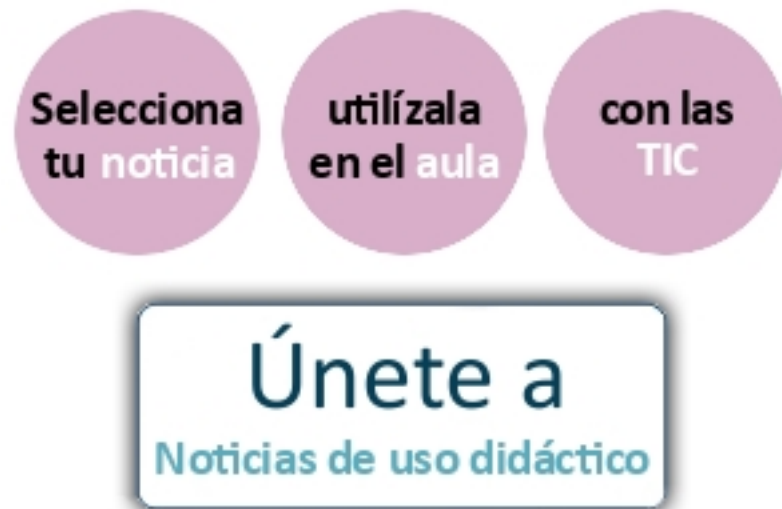 Selecciona
tu noticia
utilízala
en el aula
con las
TIC
Únete a
Noticias de uso didáctico